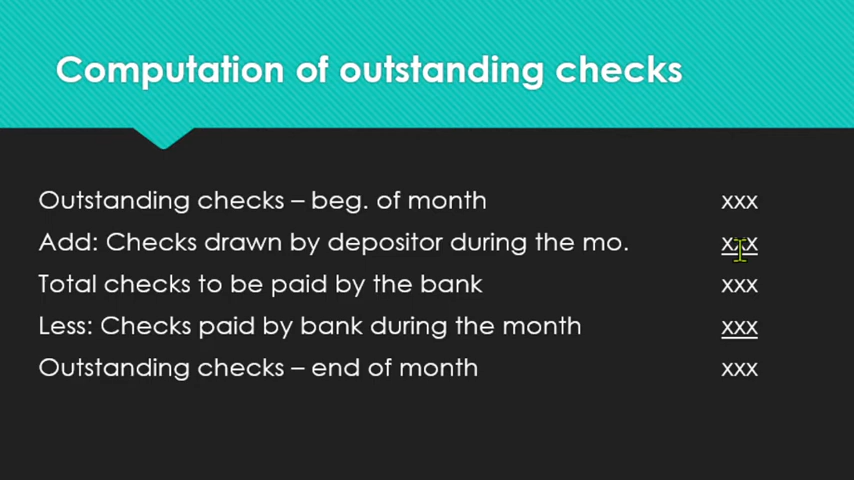 Computation of outstanding checks
Outstanding checks – beg. of month xxx
Add: Checks drawn by depositor during the mo. xxx
Total checks to be paid by the bank xxx
Less: Checks paid by bank during the month xxx
Outstanding checks – end of month xxx